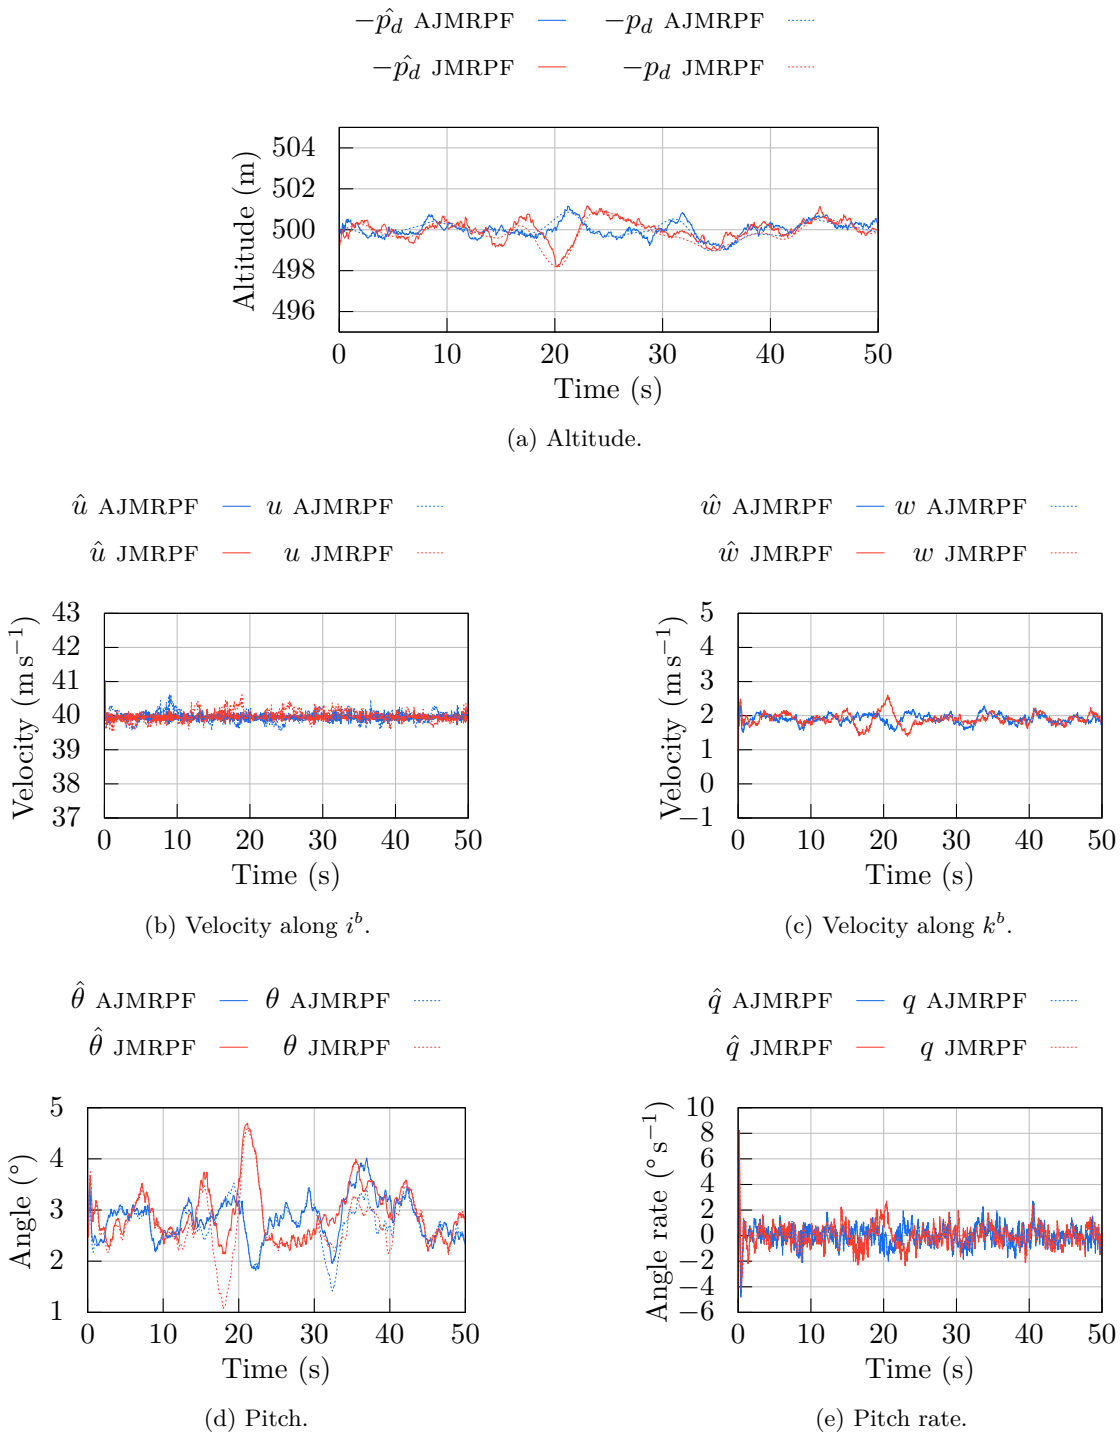 −p̂_d AJMRPF −p_d AJMRPF
−p̂_d JMRPF −p_d JMRPF
504
502
500
498
496
Altitude (m)
0 10 20 30 40 50
Time (s)
(a) Altitude.
û AJMRPF u AJMRPF
û JMRPF u JMRPF
43
42
41
40
39
38
37
Velocity (m s⁻¹)
0 10 20 30 40 50
Time (s)
(b) Velocity along i^b.
ŵ AJMRPF w AJMRPF
ŵ JMRPF w JMRPF
5
4
3
2
1
0
−1
Velocity (m s⁻¹)
0 10 20 30 40 50
Time (s)
(c) Velocity along k^b.
θ̂ AJMRPF θ AJMRPF
θ̂ JMRPF θ JMRPF
5
4
3
2
1
Angle (°)
0 10 20 30 40 50
Time (s)
(d) Pitch.
q̂ AJMRPF q AJMRPF
q̂ JMRPF q JMRPF
10
8
6
4
2
0
−2
−4
−6
Angle rate (° s⁻¹)
0 10 20 30 40 50
Time (s)
(e) Pitch rate.